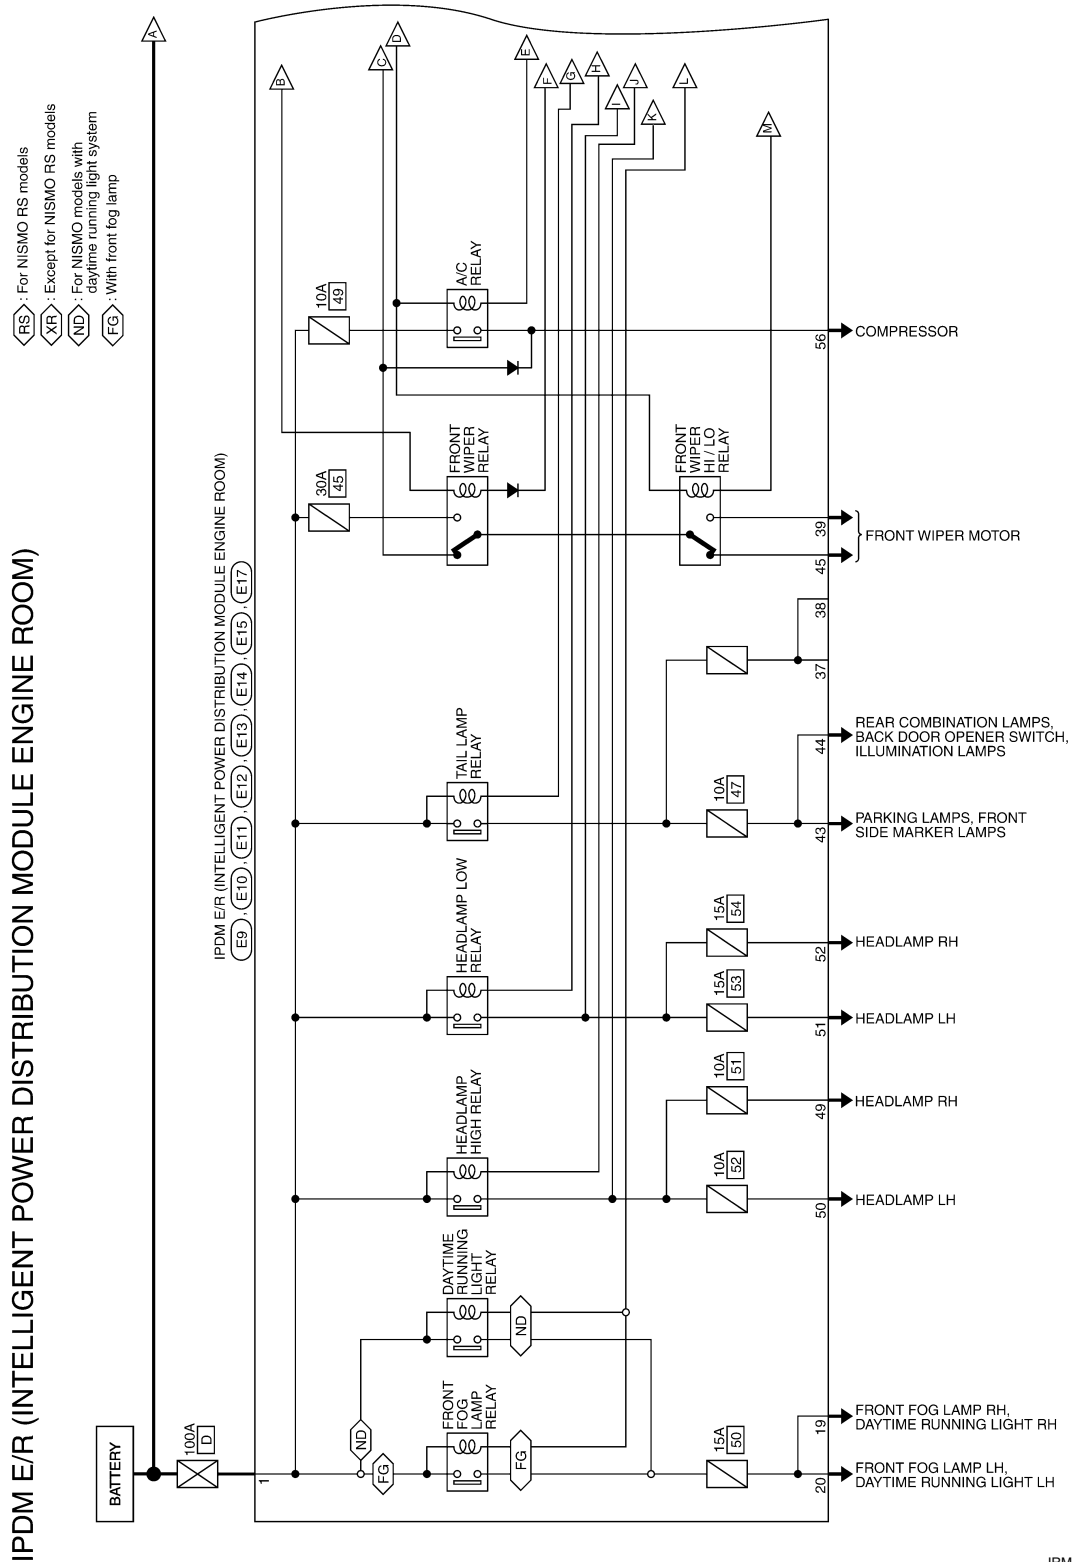 IPDM E/R (INTELLIGENT POWER DISTRIBUTION MODULE ENGINE ROOM)
RS : For NISMO RS models
XR : Except for NISMO RS models
ND : For NISMO models with
daytime running light system
FG : With front fog lamp
BATTERY
A
100A
D
1
IPDM E/R (INTELLIGENT POWER DISTRIBUTION MODULE ENGINE ROOM)
E9 , E10 , E11 , E12 , E13 , E14 , E15 , E17
B
C
D
E
F
G
H
I
J
K
L
M
10A
49
A/C
RELAY
56
COMPRESSOR
30A
45
FRONT
WIPER
RELAY
FRONT
WIPER
HI / LO
RELAY
39
45
FRONT WIPER MOTOR
38
37
TAIL LAMP
RELAY
10A
47
44
REAR COMBINATION LAMPS,
BACK DOOR OPENER SWITCH,
ILLUMINATION LAMPS
43
PARKING LAMPS, FRONT
SIDE MARKER LAMPS
HEADLAMP LOW
RELAY
15A
54
52
HEADLAMP RH
15A
53
51
HEADLAMP LH
HEADLAMP
HIGH RELAY
10A
51
49
HEADLAMP RH
10A
52
50
HEADLAMP LH
DAYTIME
RUNNING
LIGHT
RELAY
ND
ND
FRONT
FOG
LAMP
RELAY
FG
FG
15A
50
19
FRONT FOG LAMP RH,
DAYTIME RUNNING LIGHT RH
20
FRONT FOG LAMP LH,
DAYTIME RUNNING LIGHT LH